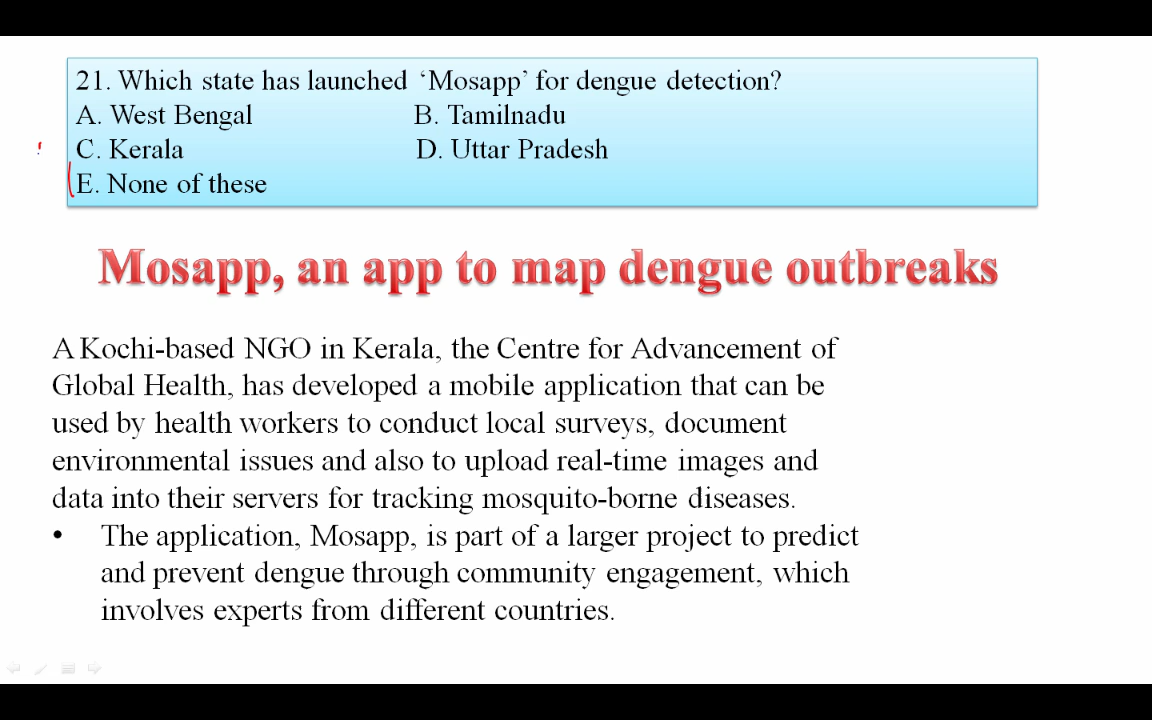 21. Which state has launched ‘Mosapp’ for dengue detection?
A. West Bengal B. Tamilnadu
C. Kerala D. Uttar Pradesh
E. None of these
Mosapp, an app to map dengue outbreaks
A Kochi-based NGO in Kerala, the Centre for Advancement of
Global Health, has developed a mobile application that can be
used by health workers to conduct local surveys, document
environmental issues and also to upload real-time images and
data into their servers for tracking mosquito-borne diseases.
• The application, Mosapp, is part of a larger project to predict
and prevent dengue through community engagement, which
involves experts from different countries.